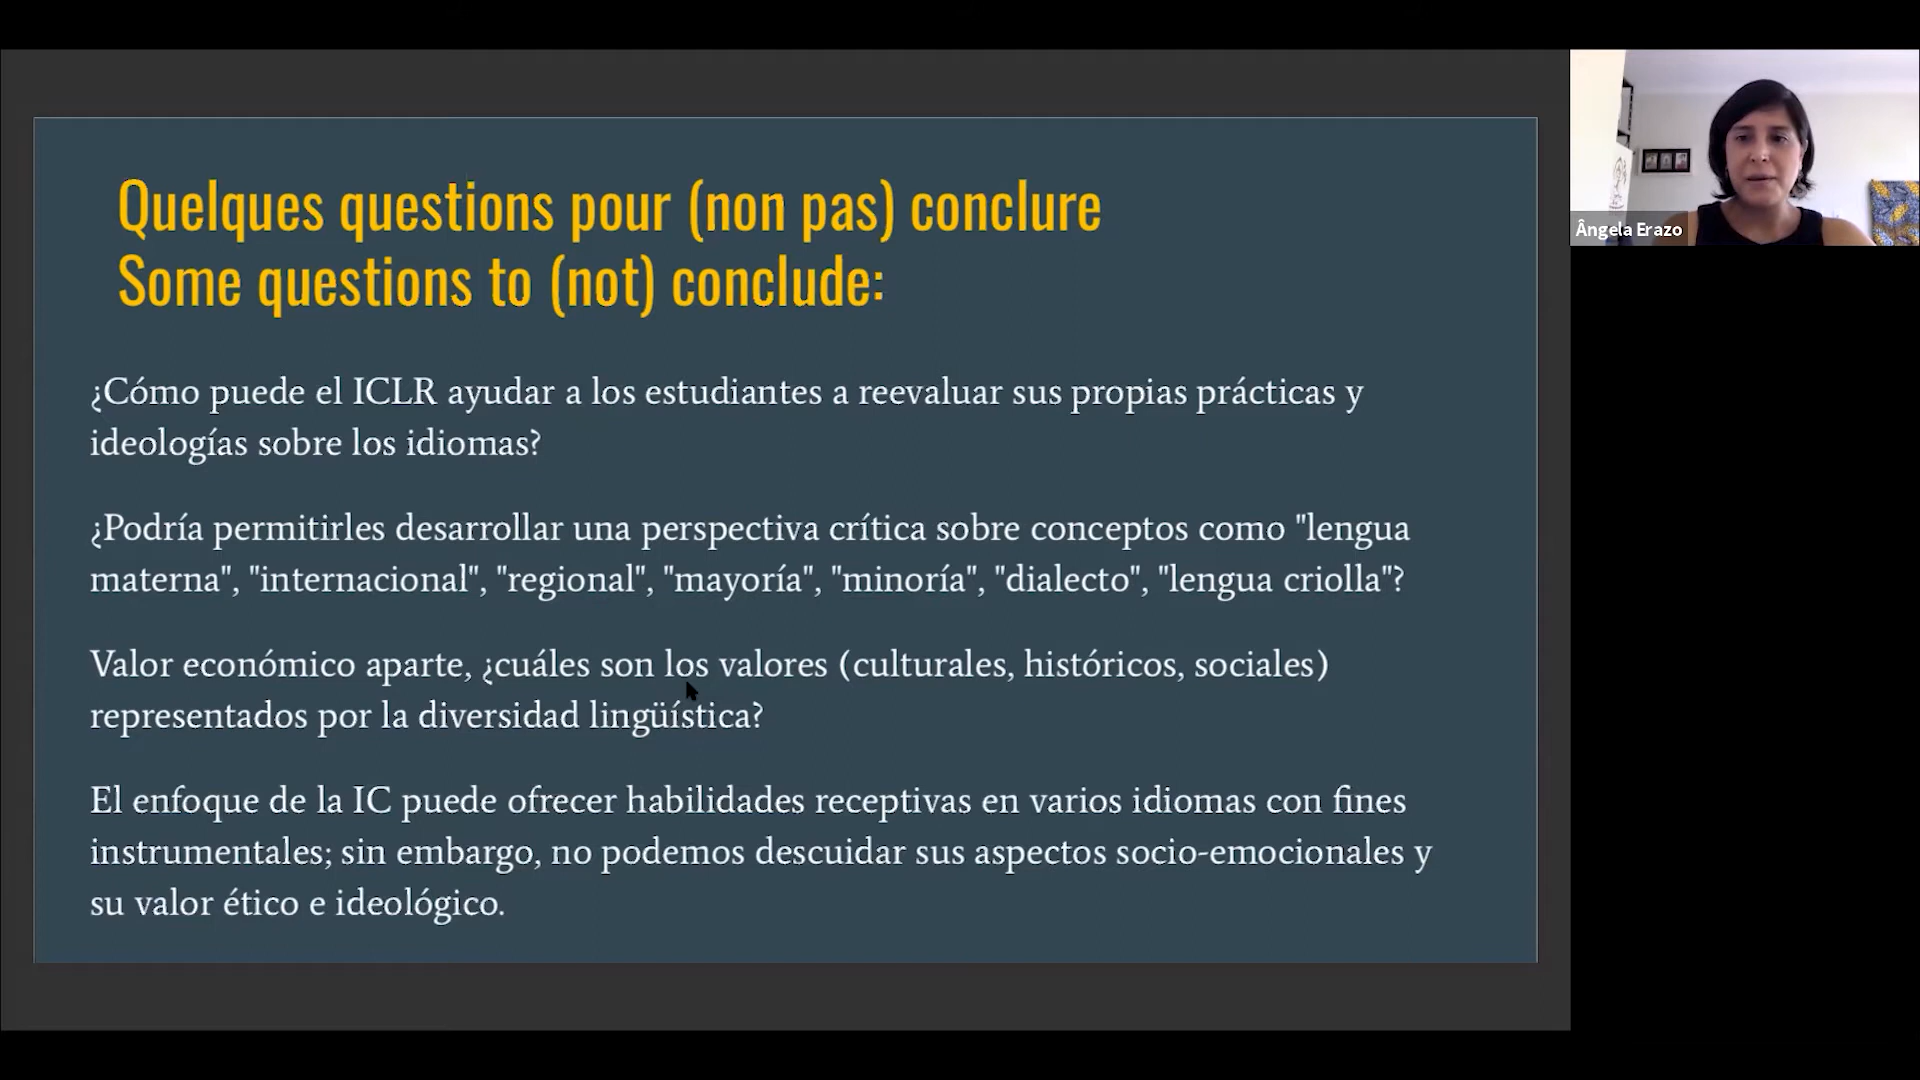 Quelques questions pour (non pas) conclure
Some questions to (not) conclude:
¿Cómo puede el ICLR ayudar a los estudiantes a reevaluar sus propias prácticas y
ideologías sobre los idiomas?
¿Podría permitirles desarrollar una perspectiva crítica sobre conceptos como "lengua
materna", "internacional", "regional", "mayoría", "minoría", "dialecto", "lengua criolla"?
Valor económico aparte, ¿cuáles son los valores (culturales, históricos, sociales)
representados por la diversidad lingüística?
El enfoque de la IC puede ofrecer habilidades receptivas en varios idiomas con fines
instrumentales; sin embargo, no podemos descuidar sus aspectos socio-emocionales y
su valor ético e ideológico.
Ângela Erazo